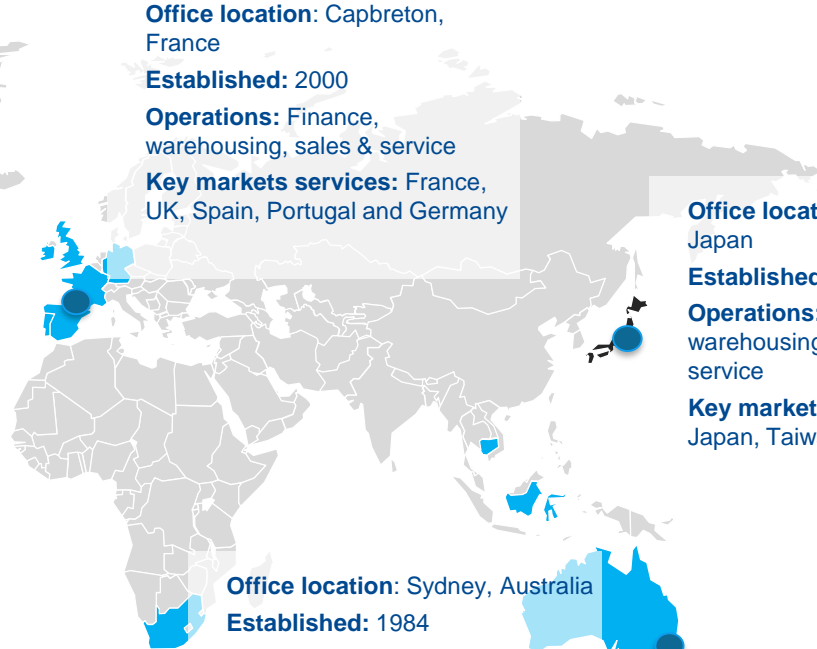 Office location: Capbreton,
France
Established: 2000
Operations: Finance,
warehousing, sales & service
Key markets services: France,
UK, Spain, Portugal and Germany
Office locat
Japan
Established
Operations:
warehousing
service
Key market
Japan, Taiw
Office location: Sydney, Australia
Established: 1984